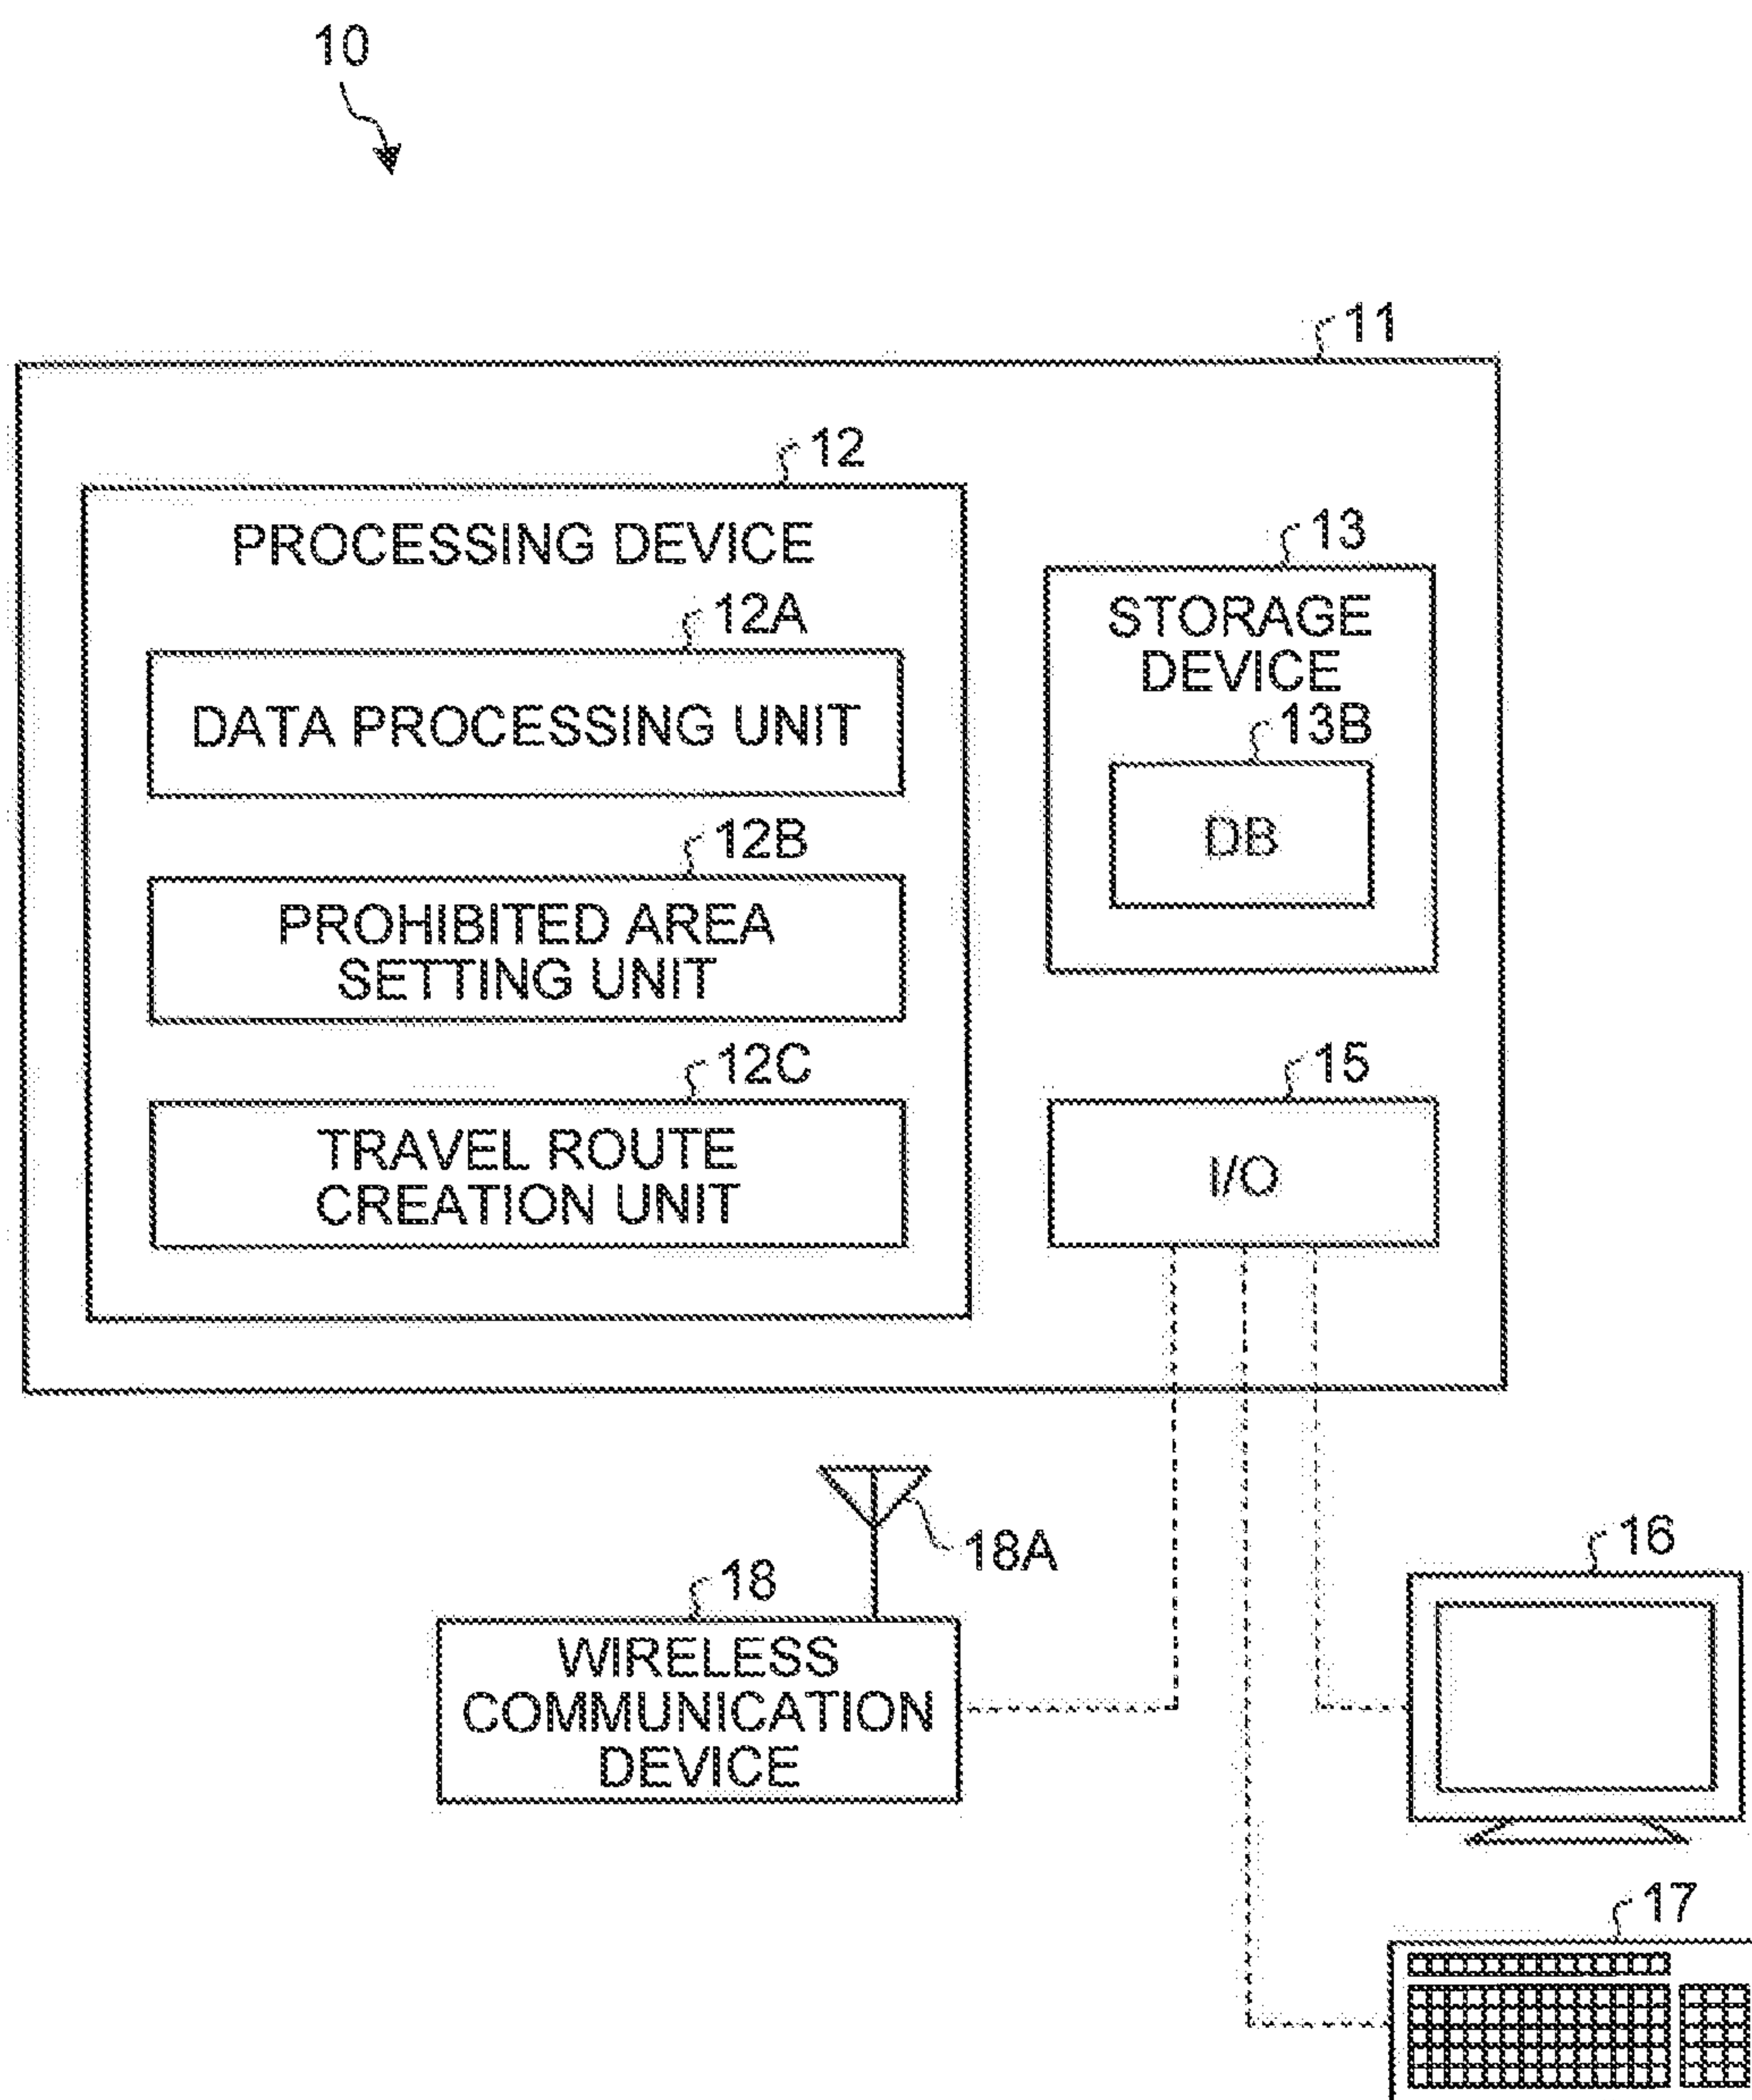 10
11
12
PROCESSING DEVICE
12A
DATA PROCESSING UNIT
12B
PROHIBITED AREA
SETTING UNIT
12C
TRAVEL ROUTE
CREATION UNIT
13
STORAGE
DEVICE
13B
DB
15
I/O
18A
18
WIRELESS
COMMUNICATION
DEVICE
16
17